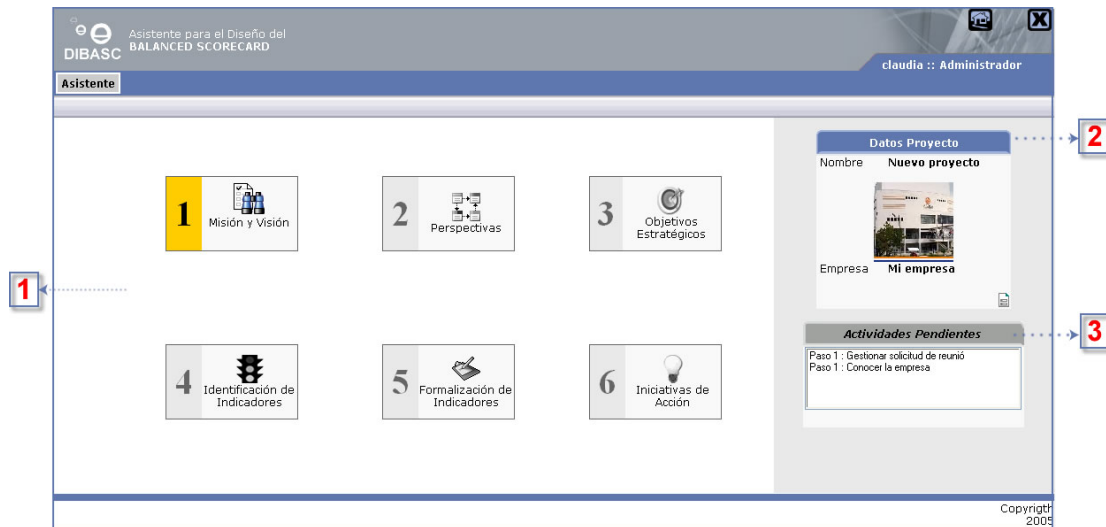 DIBASC
Asistente para el Diseño del
BALANCED SCORECARD
claudia :: Administrador
Asistente
1
Misión y Visión
2
Perspectivas
3
Objetivos
Estratégicos
4
Identificación de
Indicadores
5
Formalización de
Indicadores
6
Iniciativas de
Acción
Datos Proyecto
Nombre Nuevo proyecto
Empresa Mi empresa
Actividades Pendientes
Paso 1 : Gestionar solicitud de reunió
Paso 1 : Conocer la empresa
1
2
3
Copyrigth
2005